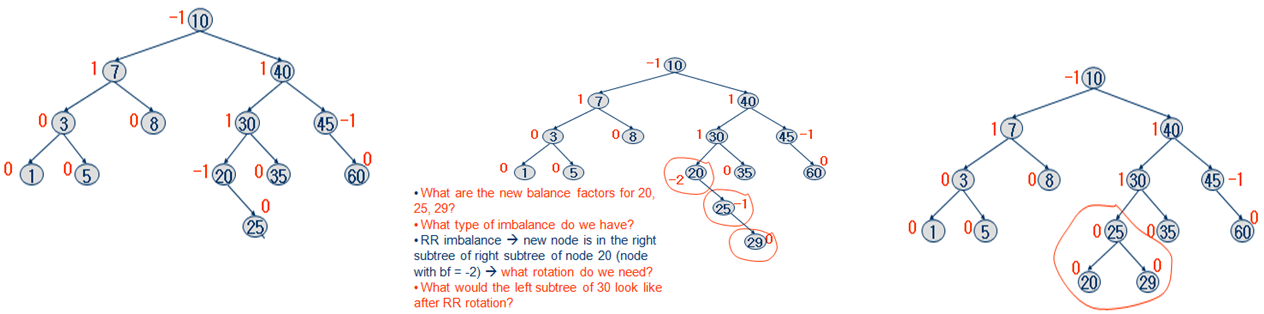 -1 10
1 7 1 40
0 3 0 8 1 30 45 -1
0 1 0 5 -1 20 0 35 60 0
0
25
-1 10
1 7 1 40
0 3 0 8 1 30 45 -1
0 1 0 5 -2 20 0 35 60 0
25 -1
29 0
•What are the new balance factors for 20,
25, 29?
•What type of imbalance do we have?
•RR imbalance → new node is in the right
subtree of right subtree of node 20 (node
with bf = -2) → what rotation do we need?
•What would the left subtree of 30 look like
after RR rotation?
-1 10
1 7 1 40
0 3 0 8 1 30 45 -1
0 1 0 5 0 25 0 35 60 0
0 20 29 0